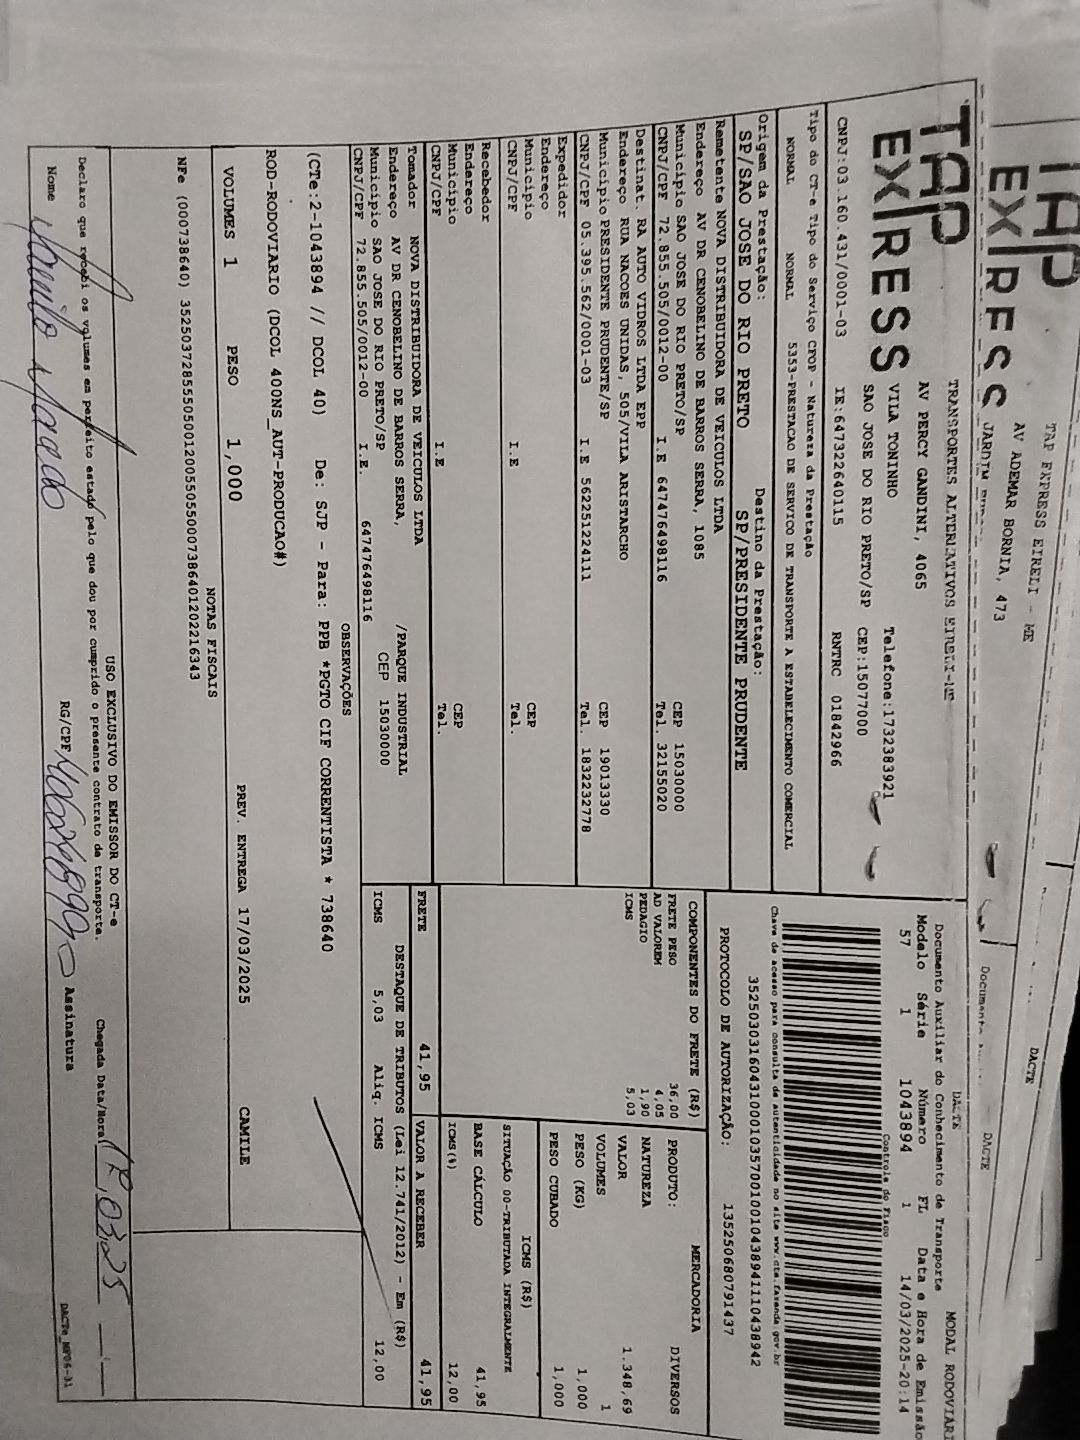 TAP EXPRESS EIRELI - ME
AV ADEMAR BORNIA, 473
TAP
EX/RESS
DACTE
DACTE
TAP
EX/RESS
TRANSPORTES ALTERNATIVOS EIRELI-ME
AV PERCY GANDINI, 4065
VILA TONINHO Telefone:1732383921
SAO JOSE DO RIO PRETO/SP CEP:15077000
CNPJ:03.160.431/0001-03 IE:647322640115 RNTRC 01842966
DACTE MODAL RODOVIÁRI
Documento Auxiliar do Conhecimento de Transporte
Modelo Série Número FL Data e Hora de Emissão
57 1 1043894 1 14/03/2025-20:14
Controle do Fisco
Chave de acesso para consulta de autenticidade no site www.cte.fazenda.gov.br
35250303160431000103570010010438941110438942
PROTOCOLO DE AUTORIZAÇÃO: 135250680791437
Tipo do CT-e Tipo do Serviço CFOP - Natureza da Prestação
NORMAL NORMAL 5353-PRESTACAO DE SERVICO DE TRANSPORTE A ESTABELECIMENTO COMERCIAL
Origem da Prestação: Destino da Prestação:
SP/SAO JOSE DO RIO PRETO SP/PRESIDENTE PRUDENTE
Remetente NOVA DISTRIBUIDORA DE VEICULOS LTDA
Endereço AV DR CENOBELINO DE BARROS SERRA, 1085
Município SAO JOSE DO RIO PRETO/SP CEP 15030000
CNPJ/CPF 72.855.505/0012-00 I.E 647476498116 Tel. 32155020
Destinat. RA AUTO VIDROS LTDA EPP
Endereço RUA NACOES UNIDAS, 505/VILA ARISTARCHO
Município PRESIDENTE PRUDENTE/SP CEP 19013330
CNPJ/CPF 05.395.562/0001-03 I.E 562251224111 Tel. 1832232778
Expedidor
Endereço
Município CEP
CNPJ/CPF I.E Tel.
Recebedor
Endereço
Município CEP
CNPJ/CPF I.E Tel.
Tomador NOVA DISTRIBUIDORA DE VEICULOS LTDA
Endereço AV DR CENOBELINO DE BARROS SERRA, /PARQUE INDUSTRIAL
Município SAO JOSE DO RIO PRETO/SP CEP 15030000
CNPJ/CPF 72.855.505/0012-00 I.E. 647476498116
COMPONENTES DO FRETE (R$)
FRETE PESO 36,00
AD VALOREM 4,05
PEDAGIO 1,90
ICMS 5,03
MERCADORIA
PRODUTO: DIVERSOS
NATUREZA
VALOR 1.348,69
VOLUMES 1
PESO (KG) 1,000
PESO CUBADO 1,000
ICMS (R$)
SITUAÇÃO 00-TRIBUTADA INTEGRALMENTE
BASE CÁLCULO 41,95
ICMS(%) 12,00
FRETE 41,95 VALOR A RECEBER 41,95
DESTAQUE DE TRIBUTOS (Lei 12.741/2012) - Em (R$)
ICMS 5,03 Aliq. ICMS 12,00
OBSERVAÇÕES
(CTe:2-1043894 // DCOL 40) De: SJP - Para: PPB *PGTO CIF CORRENTISTA * 738640
ROD-RODOVIARIO (DCOL 400NS_AUT-PRODUCAO#)
VOLUMES 1 PESO 1,000 PREV. ENTREGA 17/03/2025 CAMILE
NOTAS FISCAIS
NFe (000738640) 35250372855505001200550550007386401202216343
USO EXCLUSIVO DO EMISSOR DO CT-e
Declaro que recebi os volumes em perfeito estado pelo que dou por cumprido o presente contrato de transporte. Chegada Data/Hora
Nome RG/CPF Assinatura
DACTe_MP06-31